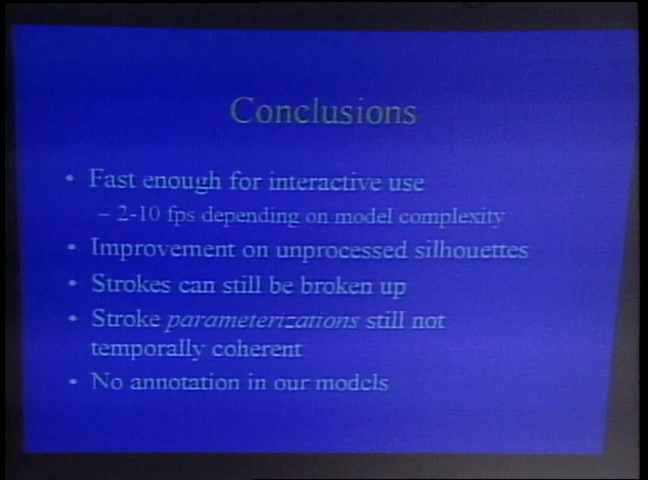 Conclusions
• Fast enough for interactive use
– 2-10 fps depending on model complexity
• Improvement on unprocessed silhouettes
• Strokes can still be broken up
• Stroke parameterizations still not
temporally coherent
• No annotation in our models